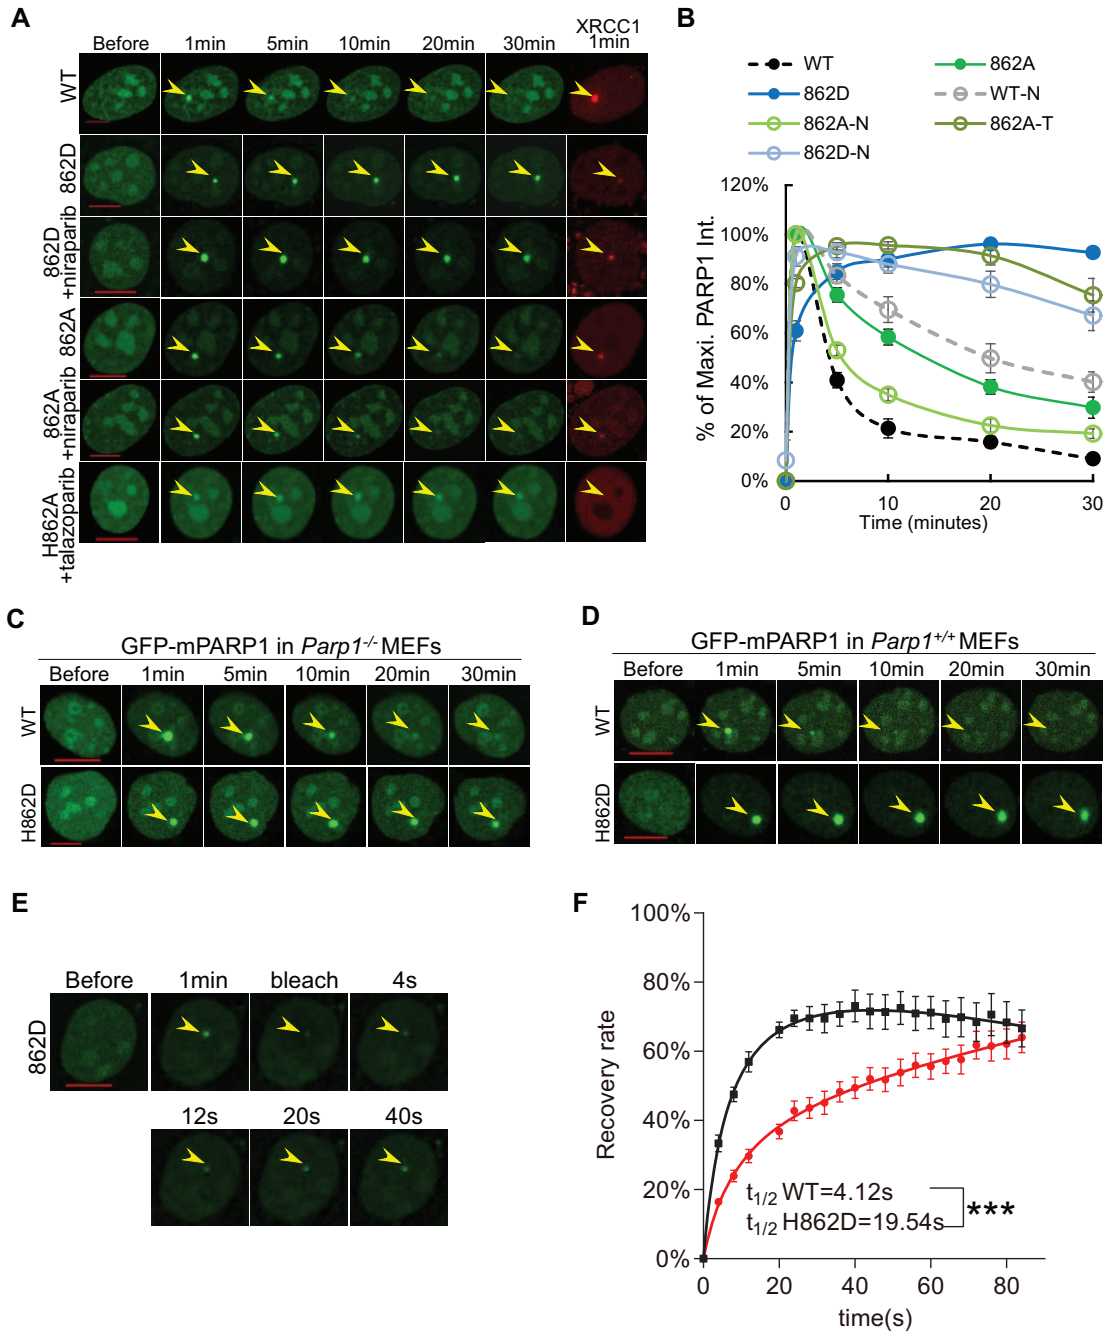 A
Before 1min 5min 10min 20min 30min XRCC1 1min
WT
862D
862D +niraparib
862A
862A +niraparib
H862A +talazoparib
B
WT 862A
862D WT-N
862A-N 862A-T
862D-N
120%
100%
80%
60%
40%
20%
0%
% of Maxi. PARP1 Int.
0 10 20 30
Time (minutes)
C
GFP-mPARP1 in Parp1-/- MEFs
Before 1min 5min 10min 20min 30min
WT
H862D
D
GFP-mPARP1 in Parp1+/+ MEFs
Before 1min 5min 10min 20min 30min
WT
H862D
E
Before 1min bleach 4s
862D
12s 20s 40s
F
100%
80%
60%
40%
20%
0%
Recovery rate
t1/2 WT=4.12s
t1/2 H862D=19.54s
***
0 20 40 60 80
time(s)